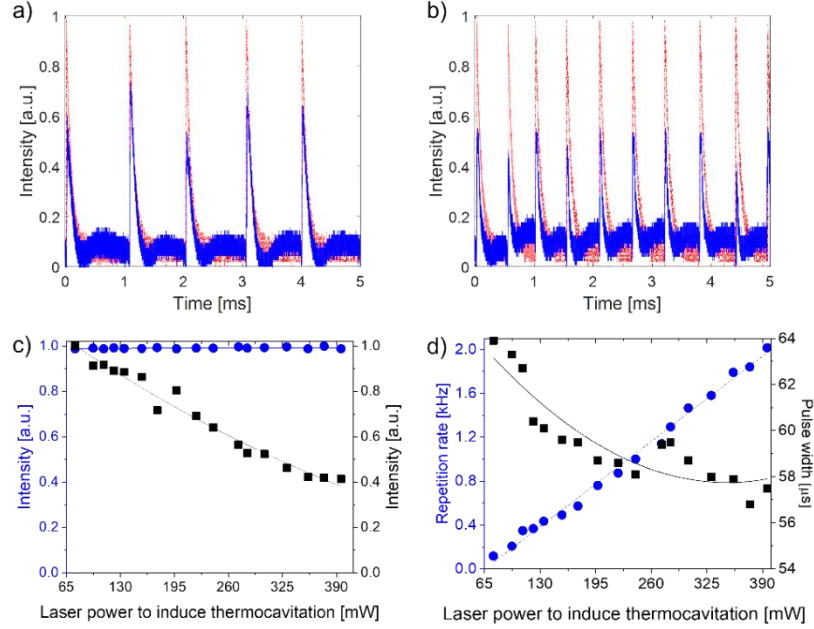 a)
Intensity [a.u.]
1
0.8
0.6
0.4
0.2
0
0 1 2 3 4 5
Time [ms]
b)
Intensity [a.u.]
1
0.8
0.6
0.4
0.2
0
0 1 2 3 4 5
Time [ms]
c)
Intensity [a.u.]
1.0
0.8
0.6
0.4
0.2
0.0
1.0
0.8
0.6
0.4
0.2
0.0
Intensity [a.u.]
65 130 195 260 325 390
Laser power to induce thermocavitation [mW]
d)
Repetition rate [kHz]
2.0
1.6
1.2
0.8
0.4
0.0
64
62
60
58
56
54
Pulse width [µs]
65 130 195 260 325 390
Laser power to induce thermocavitation [mW]